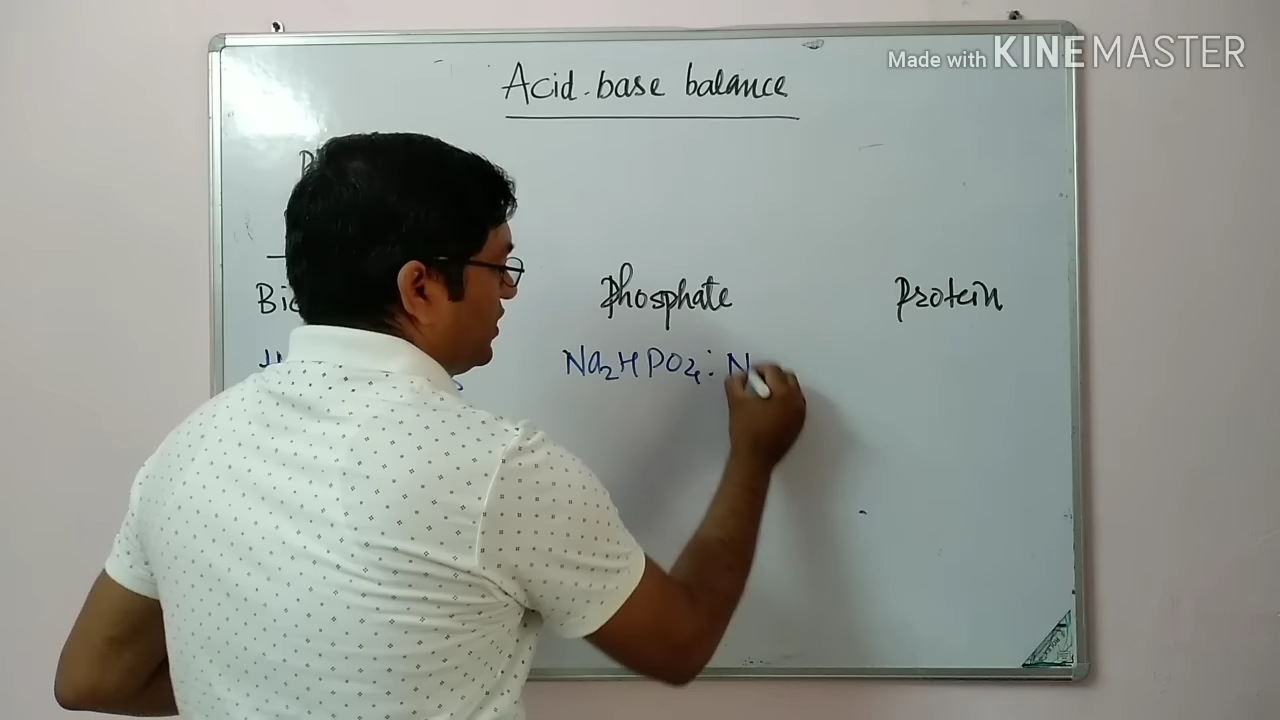 Made with KINEMASTER
Acid-base balance
Phosphate Protein
Na₂HPO₄ : N